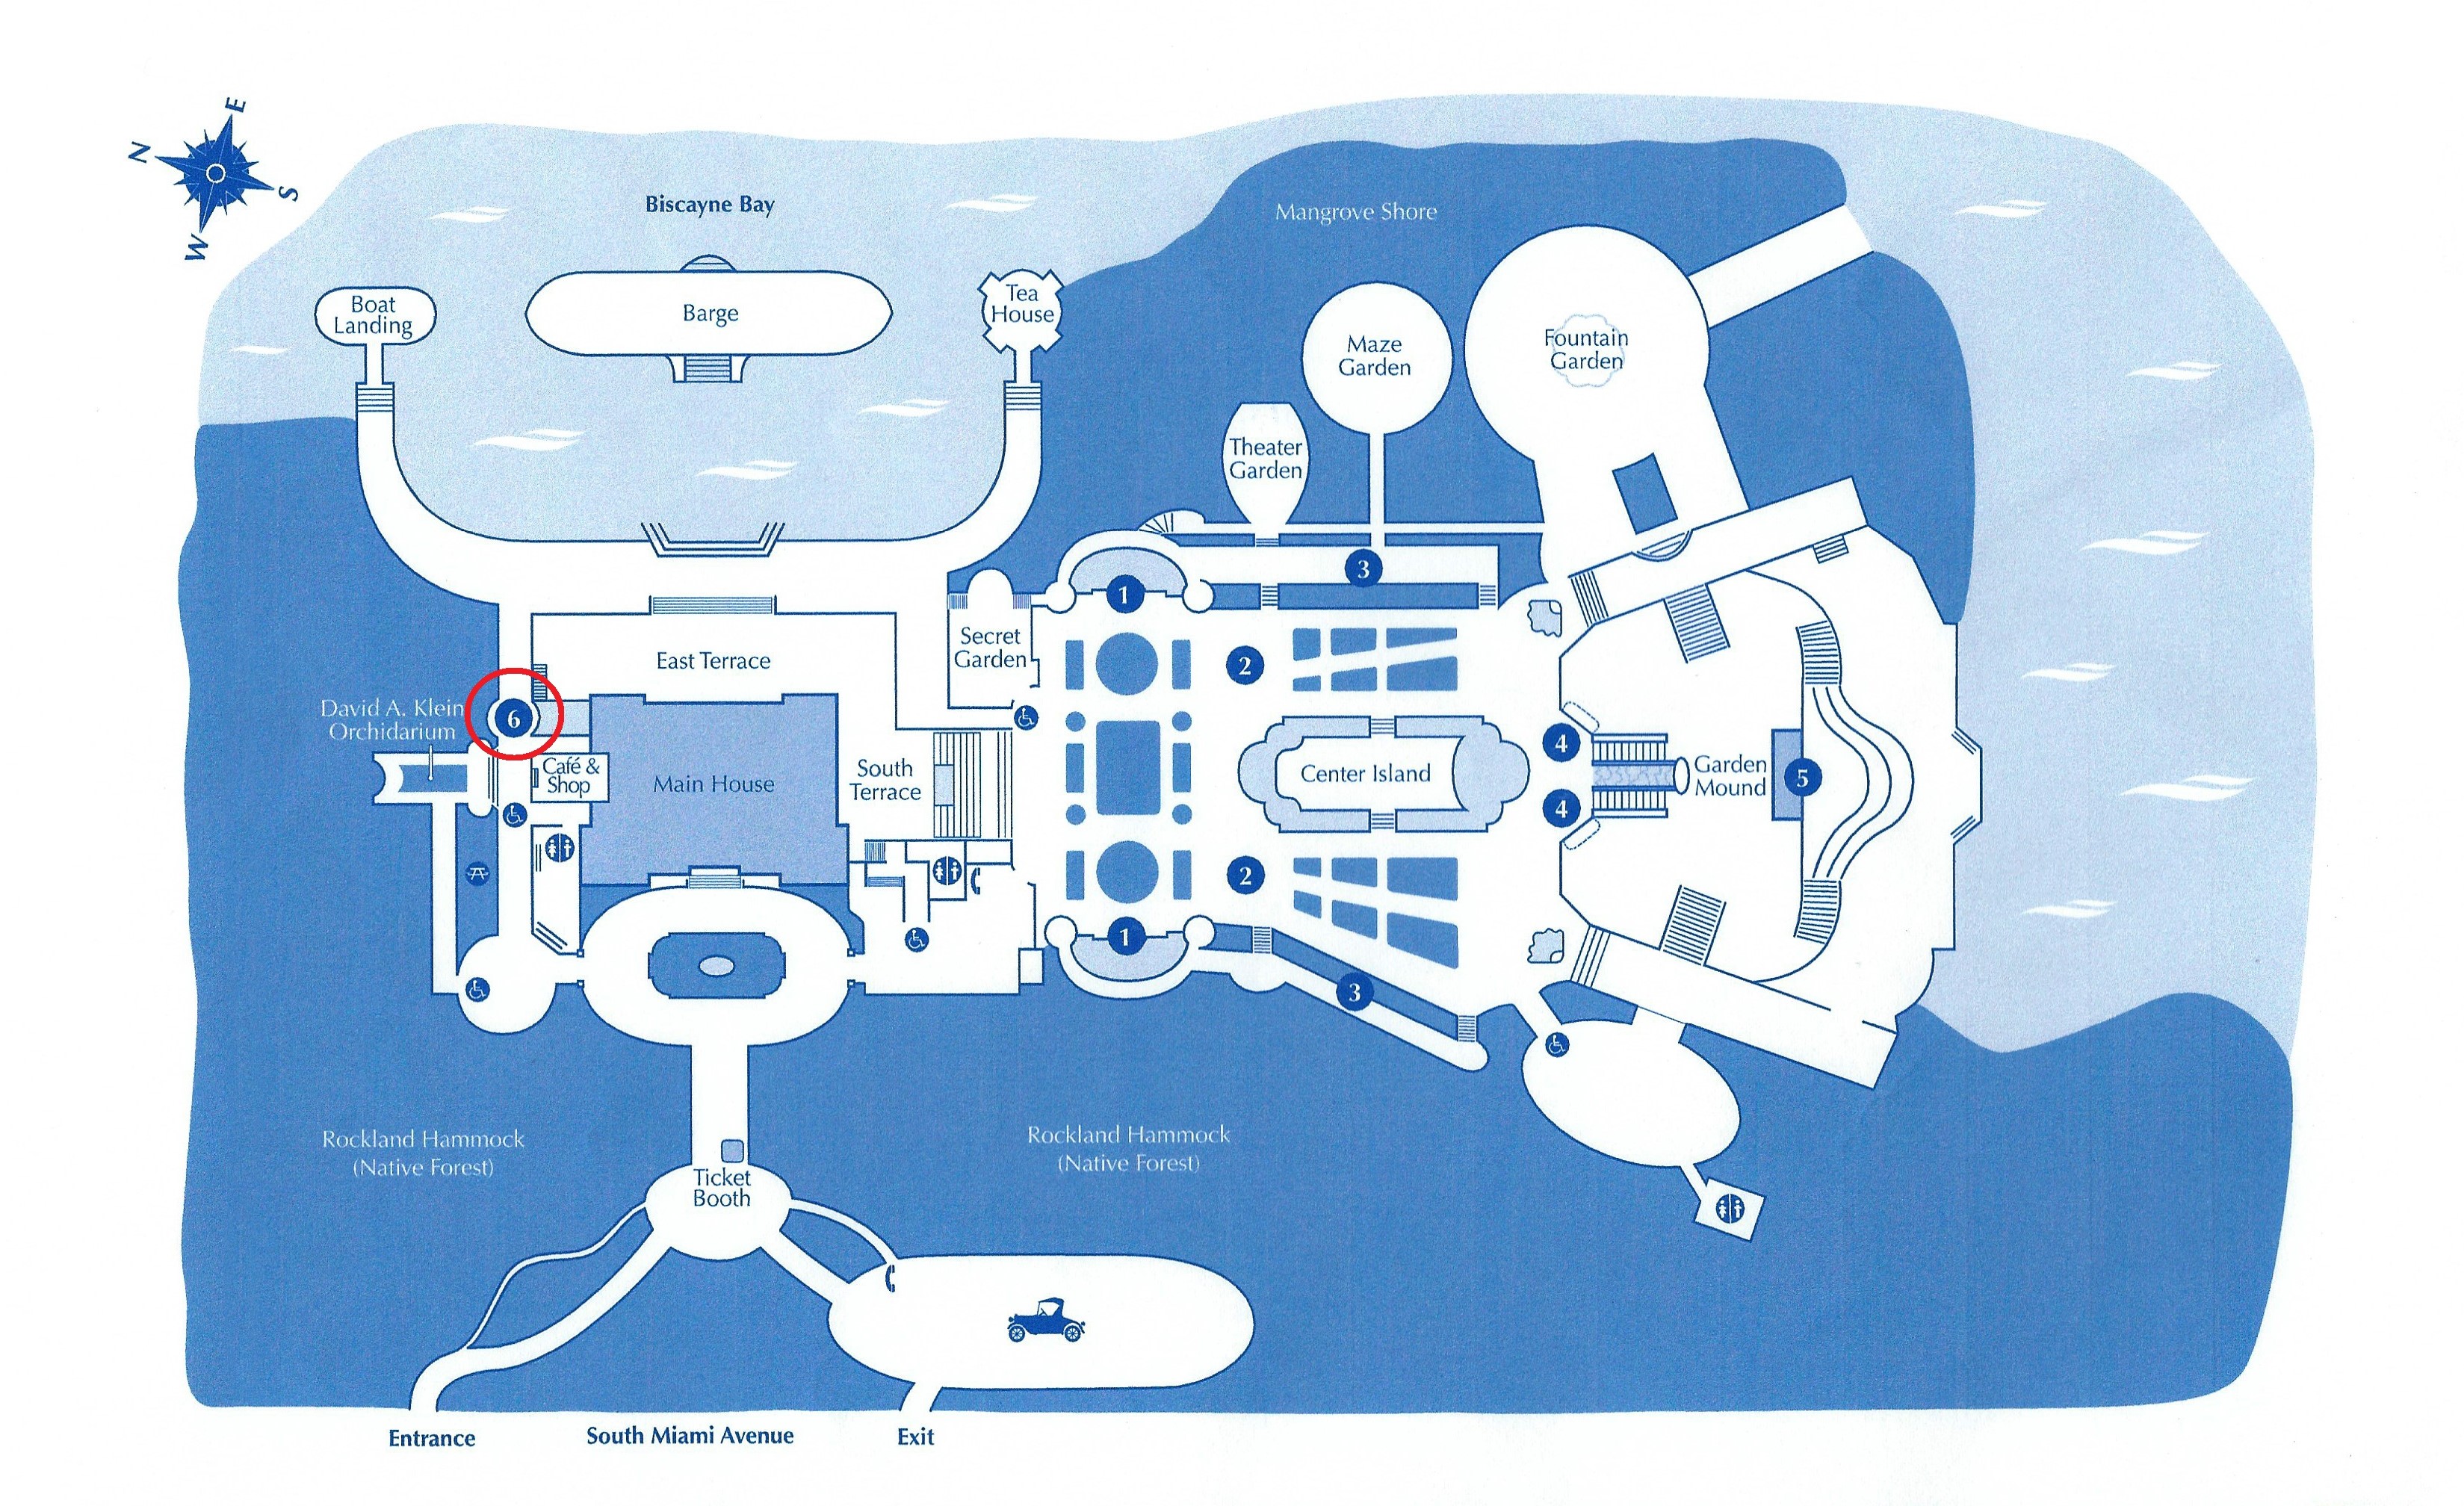 E
N
S
W
Biscayne Bay
Mangrove Shore
Boat
Landing
Barge
Tea
House
Maze
Garden
Fountain
Garden
Theater
Garden
3
1
Secret
Garden
2
East Terrace
David A. Klein
Orchidarium
6
Café &
Shop
Main House
South
Terrace
Center Island
4
4
Garden
Mound
5
2
1
3
Rockland Hammock
(Native Forest)
Rockland Hammock
(Native Forest)
Ticket
Booth
Entrance
South Miami Avenue
Exit